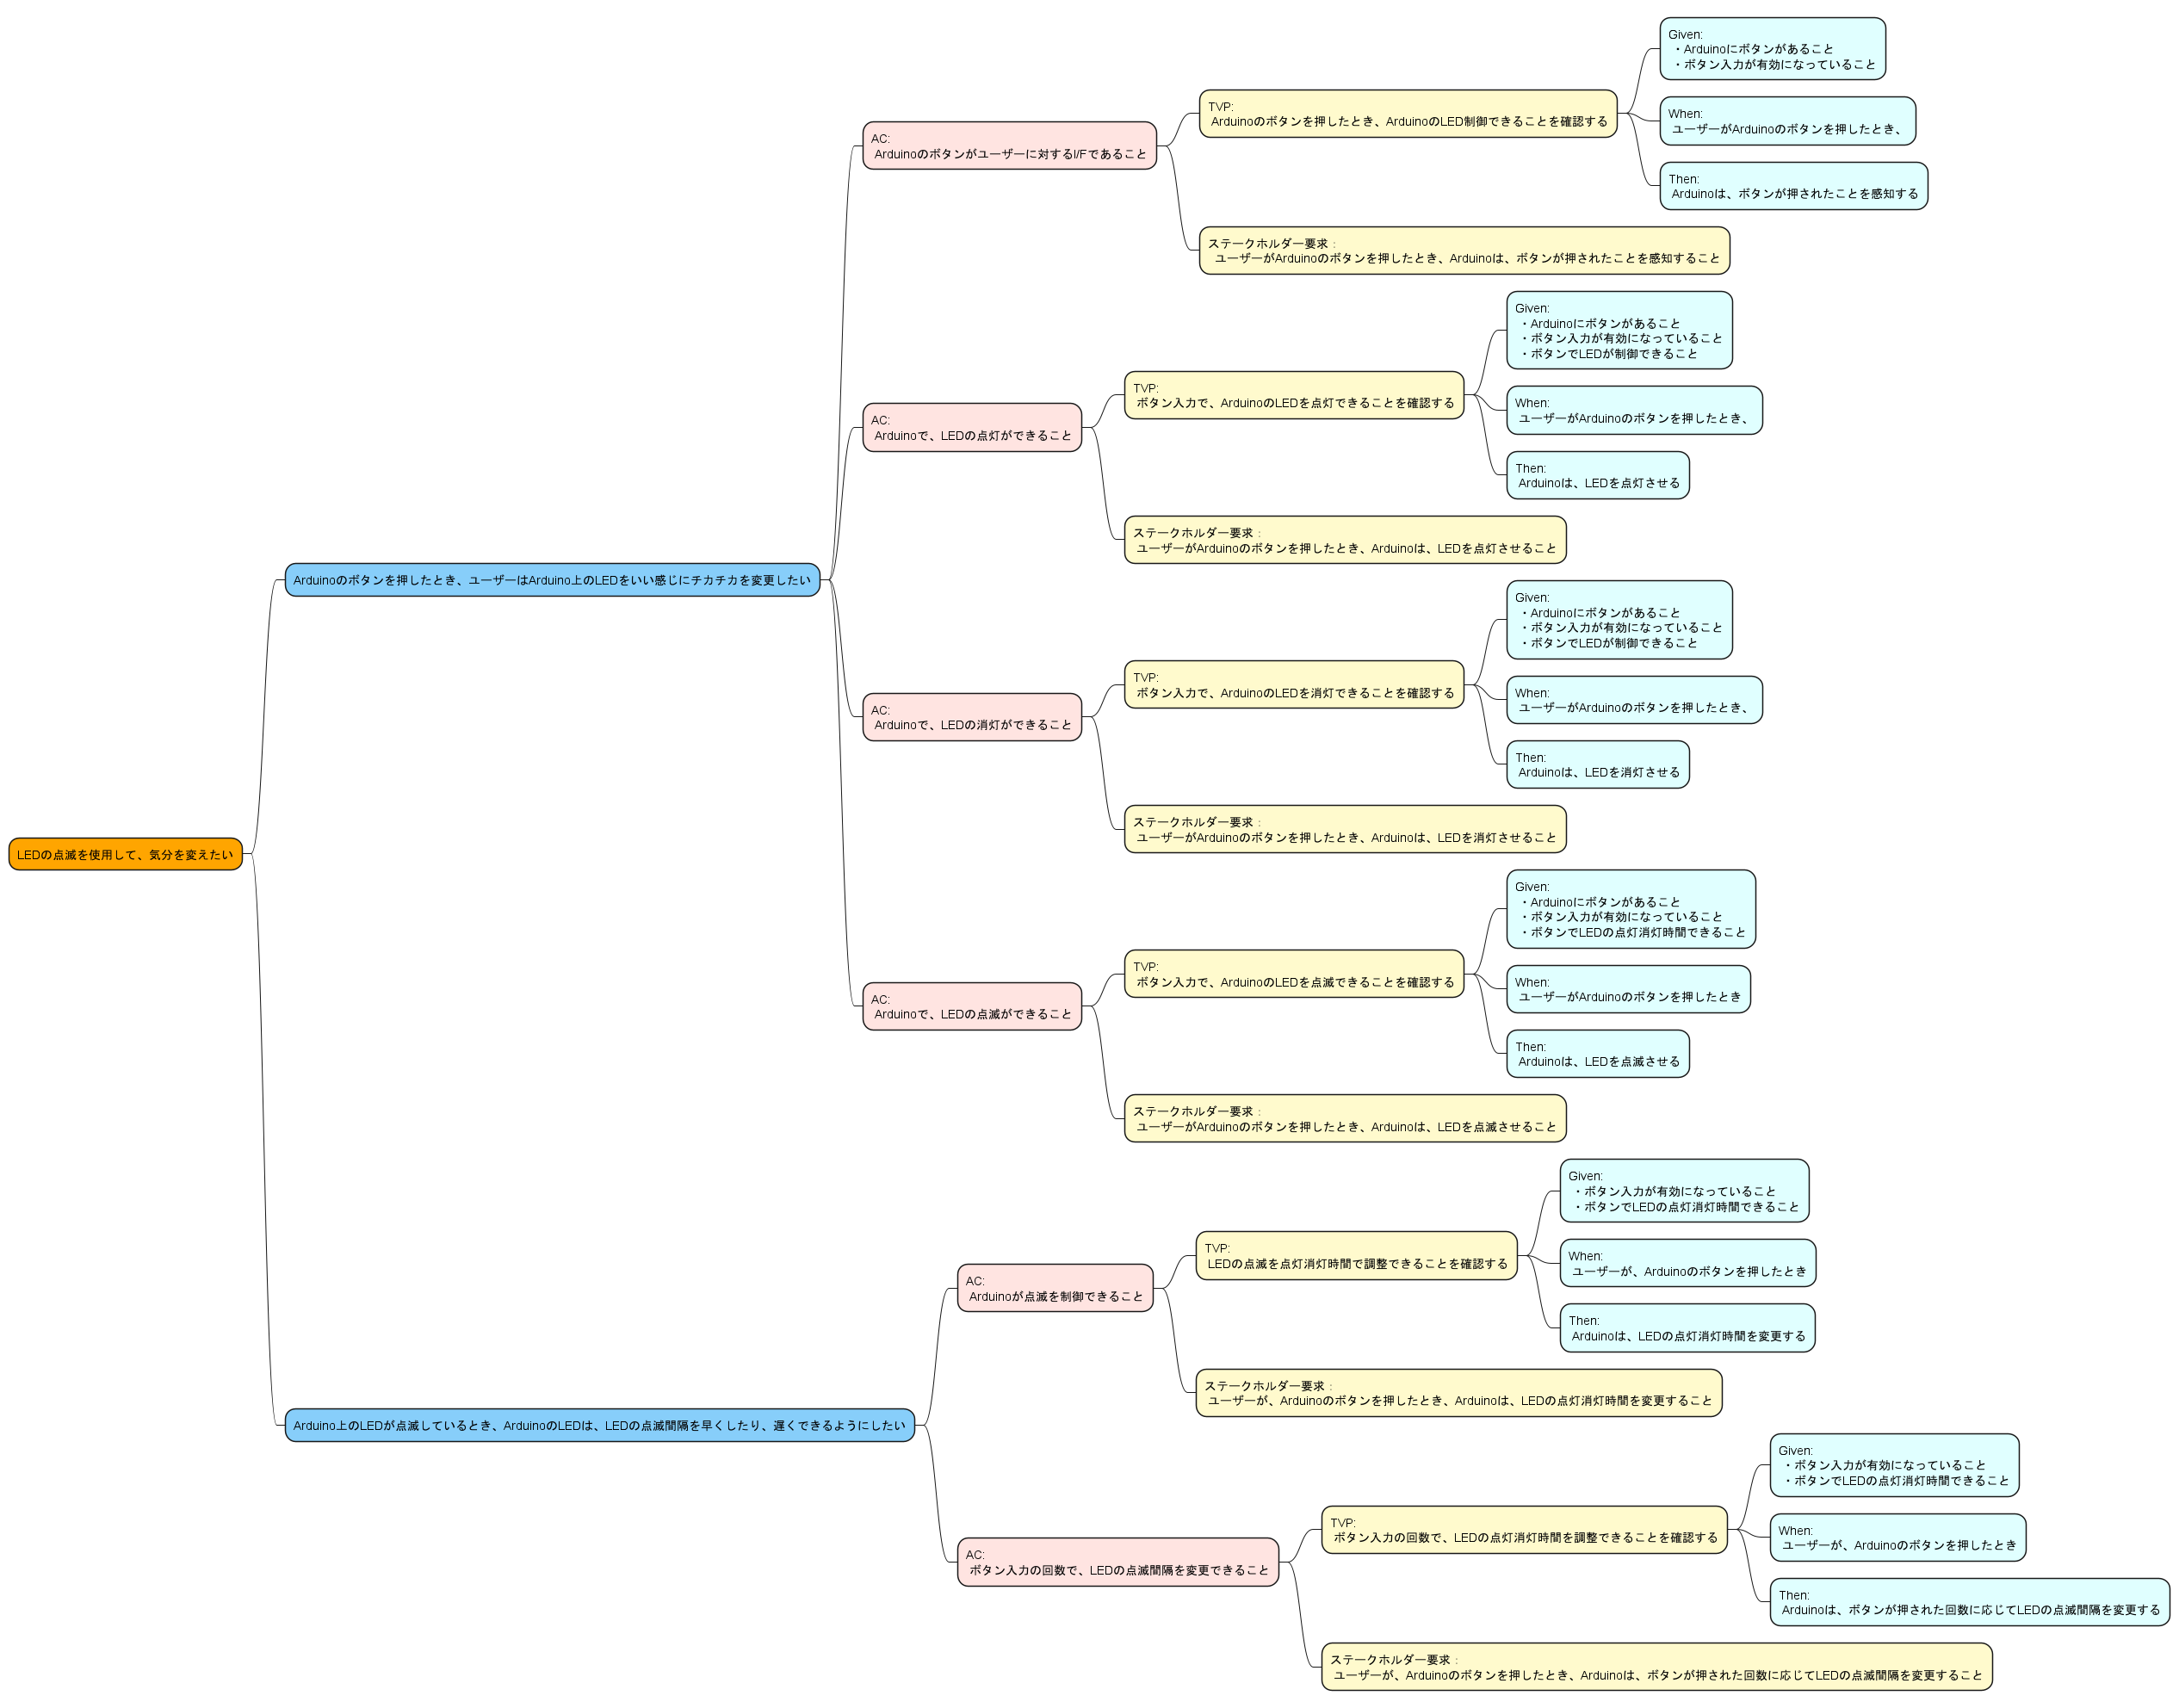 LEDの点滅を使用して、気分を変えたい
Arduinoのボタンを押したとき、ユーザーはArduino上のLEDをいい感じにチカチカを変更したい
AC:
Arduinoのボタンがユーザーに対するI/Fであること
TVP:
Arduinoのボタンを押したとき、ArduinoのLED制御できることを確認する
Given:
・Arduinoにボタンがあること
・ボタン入力が有効になっていること
When:
ユーザーがArduinoのボタンを押したとき、
Then:
Arduinoは、ボタンが押されたことを感知する
ステークホルダー要求：
ユーザーがArduinoのボタンを押したとき、Arduinoは、ボタンが押されたことを感知すること
AC:
Arduinoで、LEDの点灯ができること
TVP:
ボタン入力で、ArduinoのLEDを点灯できることを確認する
Given:
・Arduinoにボタンがあること
・ボタン入力が有効になっていること
・ボタンでLEDが制御できること
When:
ユーザーがArduinoのボタンを押したとき、
Then:
Arduinoは、LEDを点灯させる
ステークホルダー要求：
ユーザーがArduinoのボタンを押したとき、Arduinoは、LEDを点灯させること
AC:
Arduinoで、LEDの消灯ができること
TVP:
ボタン入力で、ArduinoのLEDを消灯できることを確認する
Given:
・Arduinoにボタンがあること
・ボタン入力が有効になっていること
・ボタンでLEDが制御できること
When:
ユーザーがArduinoのボタンを押したとき、
Then:
Arduinoは、LEDを消灯させる
ステークホルダー要求：
ユーザーがArduinoのボタンを押したとき、Arduinoは、LEDを消灯させること
AC:
Arduinoで、LEDの点滅ができること
TVP:
ボタン入力で、ArduinoのLEDを点滅できることを確認する
Given:
・Arduinoにボタンがあること
・ボタン入力が有効になっていること
・ボタンでLEDの点灯消灯時間できること
When:
ユーザーがArduinoのボタンを押したとき
Then:
Arduinoは、LEDを点滅させる
ステークホルダー要求：
ユーザーがArduinoのボタンを押したとき、Arduinoは、LEDを点滅させること
Arduino上のLEDが点滅しているとき、ArduinoのLEDは、LEDの点滅間隔を早くしたり、遅くできるようにしたい
AC:
Arduinoが点滅を制御できること
TVP:
LEDの点滅を点灯消灯時間で調整できることを確認する
Given:
・ボタン入力が有効になっていること
・ボタンでLEDの点灯消灯時間できること
When:
ユーザーが、Arduinoのボタンを押したとき
Then:
Arduinoは、LEDの点灯消灯時間を変更する
ステークホルダー要求：
ユーザーが、Arduinoのボタンを押したとき、Arduinoは、LEDの点灯消灯時間を変更すること
AC:
ボタン入力の回数で、LEDの点滅間隔を変更できること
TVP:
ボタン入力の回数で、LEDの点灯消灯時間を調整できることを確認する
Given:
・ボタン入力が有効になっていること
・ボタンでLEDの点灯消灯時間できること
When:
ユーザーが、Arduinoのボタンを押したとき
Then:
Arduinoは、ボタンが押された回数に応じてLEDの点滅間隔を変更する
ステークホルダー要求：
ユーザーが、Arduinoのボタンを押したとき、Arduinoは、ボタンが押された回数に応じてLEDの点滅間隔を変更すること